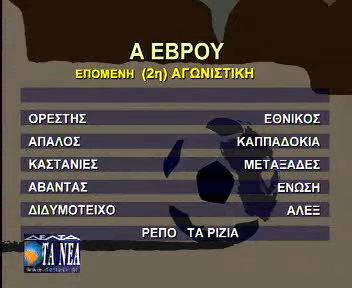 Α ΕΒΡΟΥ
ΕΠΟΜΕΝΗ (2η) ΑΓΩΝΙΣΤΙΚΗ
ΟΡΕΣΤΗΣ ΕΘΝΙΚΟΣ
ΑΠΑΛΟΣ ΚΑΠΠΑΔΟΚΙΑ
ΚΑΣΤΑΝΙΕΣ ΜΕΤΑΞΑΔΕΣ
ΑΒΑΝΤΑΣ ΕΝΩΣΗ
ΔΙΔΥΜΟΤΕΙΧΟ ΑΛΕΞ
ΡΕΠΟ ΤΑ ΡΙΖΙΑ
ΔΕΛΤΑ
ΤΑ ΝΕΑ